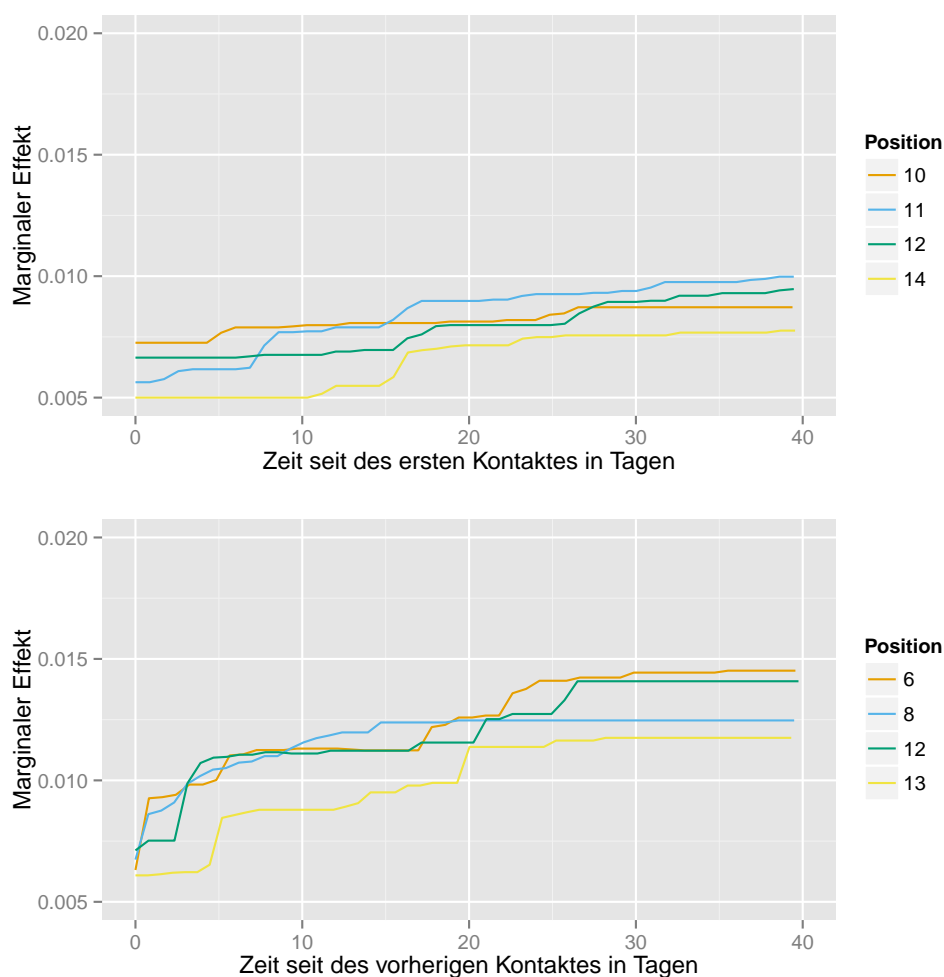 0.020
0.015
0.010
0.005
Marginaler Effekt
0 10 20 30 40
Zeit seit des ersten Kontaktes in Tagen
Position
10
11
12
14
0.020
0.015
0.010
0.005
Marginaler Effekt
0 10 20 30 40
Zeit seit des vorherigen Kontaktes in Tagen
Position
6
8
12
13